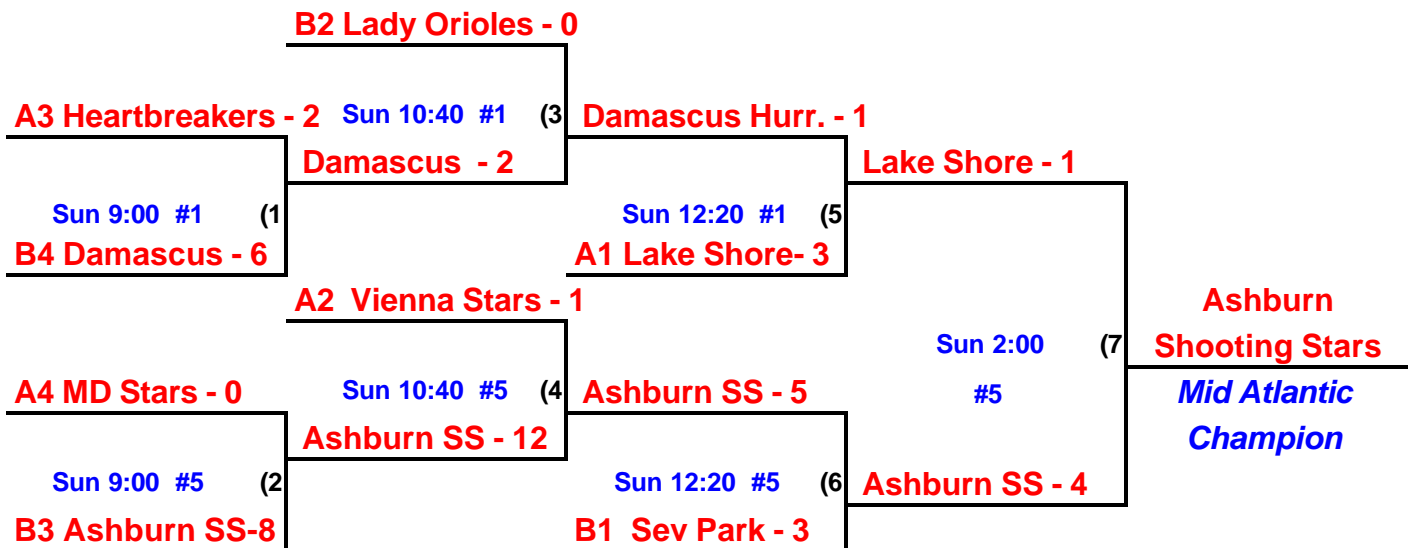 B2 Lady Orioles - 0
A3 Heartbreakers - 2
Sun 10:40 #1 (3
Damascus Hurr. - 1
Damascus - 2
Lake Shore - 1
Sun 9:00 #1 (1
Sun 12:20 #1 (5
B4 Damascus - 6
A1 Lake Shore- 3
A2 Vienna Stars - 1
Ashburn
Sun 2:00 (7
Shooting Stars
A4 MD Stars - 0
Sun 10:40 #5 (4
Ashburn SS - 5
#5
Mid Atlantic
Ashburn SS - 12
Champion
Sun 9:00 #5 (2
Sun 12:20 #5 (6
Ashburn SS - 4
B3 Ashburn SS-8
B1 Sev Park - 3